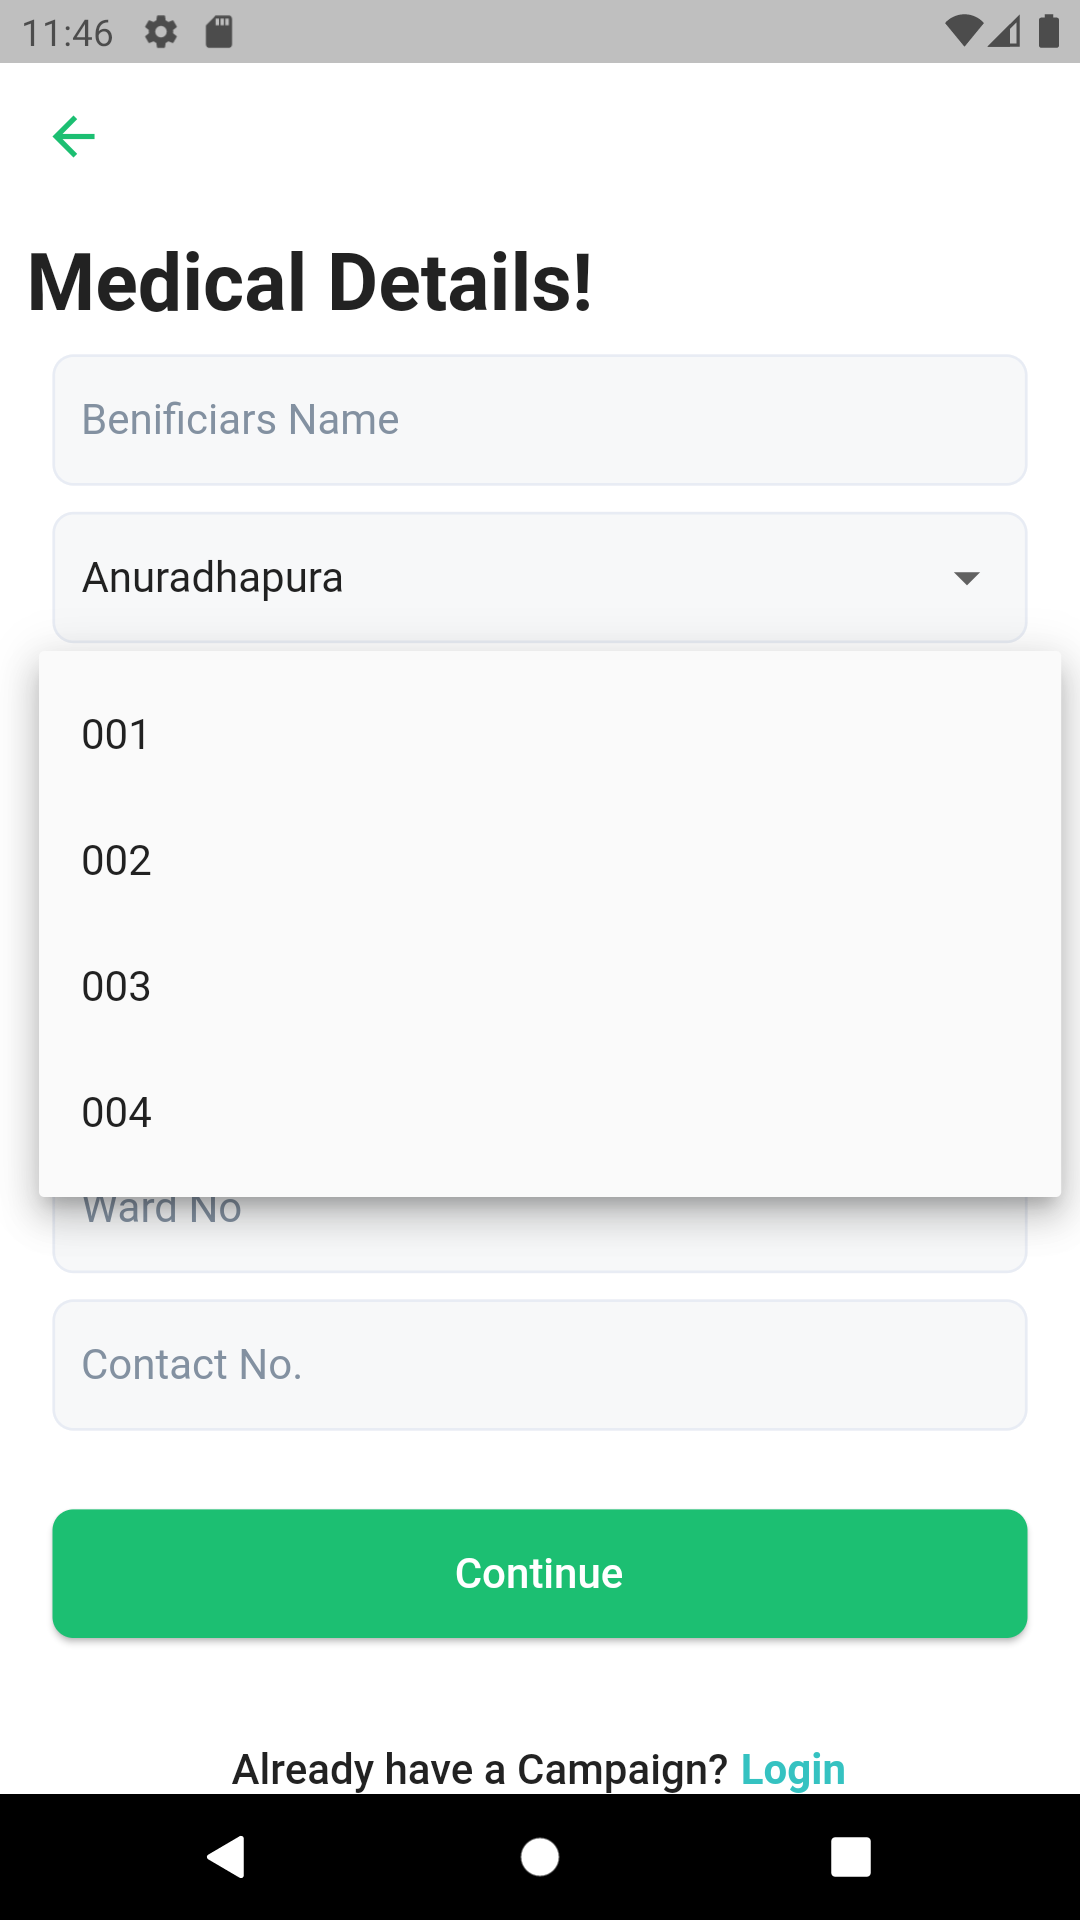 11:46
Medical Details!
Benificiars Name
Anuradhapura
001
002
003
004
Ward No
Contact No.
Continue
Already have a Campaign? Login